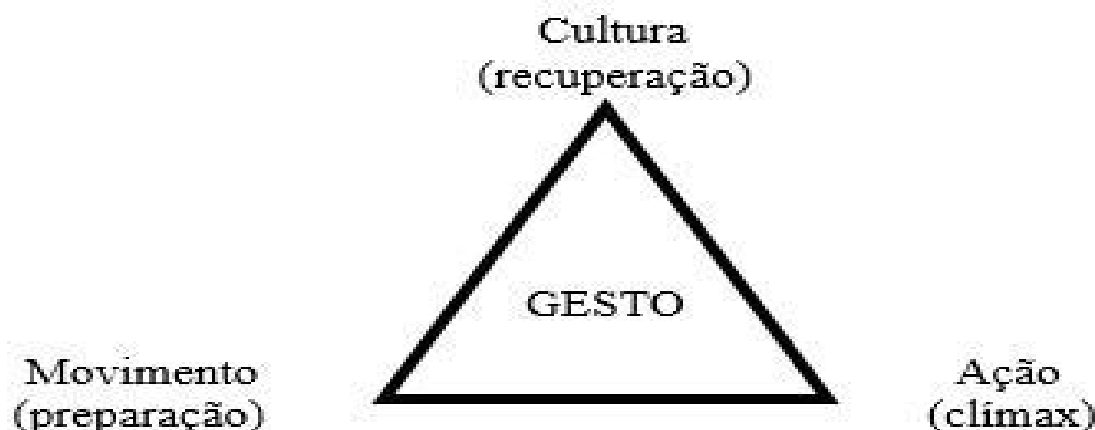 Cultura
(recuperação)
GESTO
Movimento
(preparação)
Ação
(clímax)